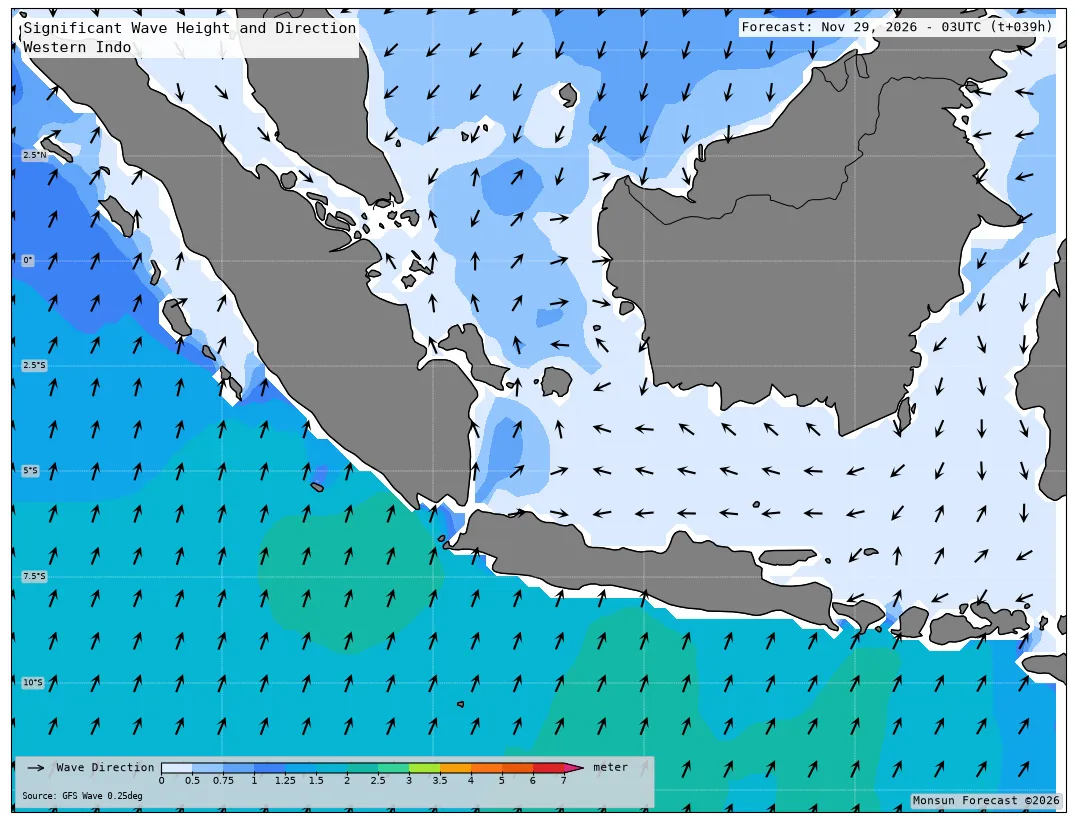 Significant Wave Height and Direction
Western Indo
Forecast: Nov 29, 2026 - 03UTC (t+039h)
2.5°N
0°
2.5°S
5°S
7.5°S
10°S
Wave Direction
0 0.5 0.75 1 1.25 1.5 2 2.5 3 3.5 4 5 6 7
meter
Source: GFS Wave 0.25deg
Monsun Forecast ©2026